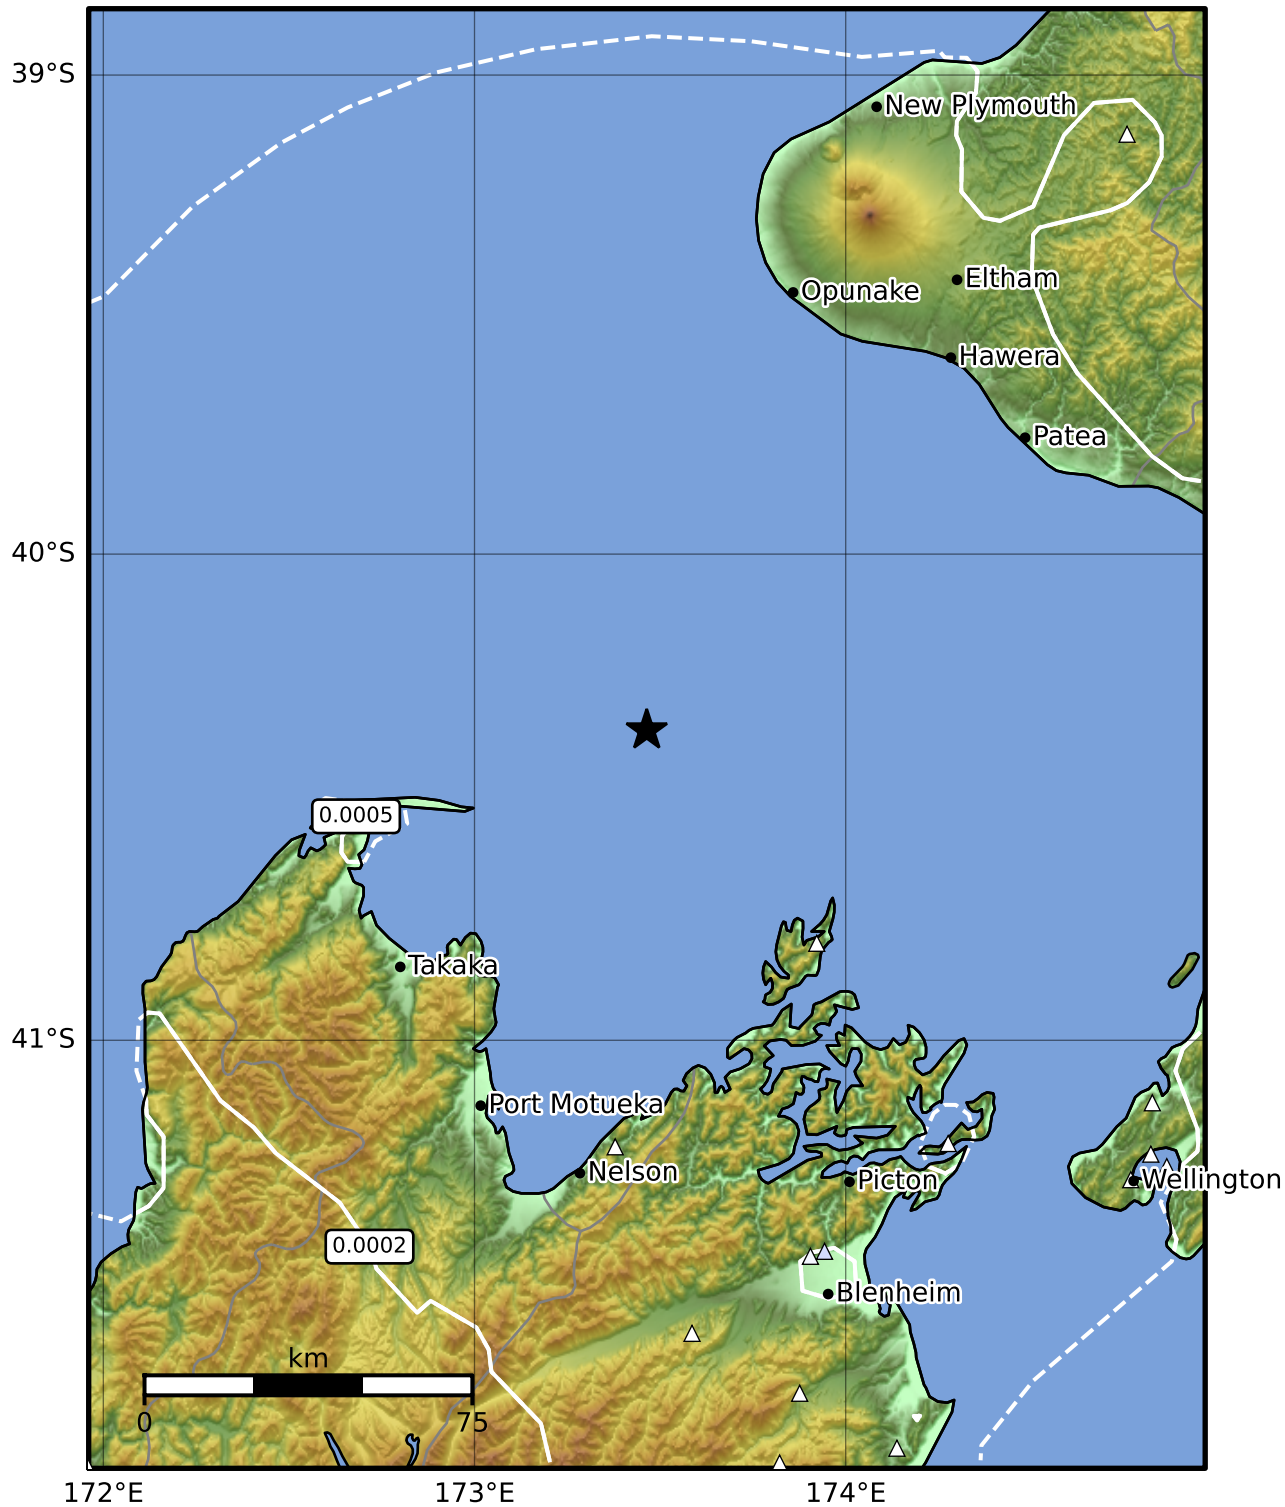 39°S
New Plymouth
Eltham
Opunake
Hawera
Patea
40°S
0.0005
Takaka
41°S
Port Motueka
Nelson
Picton
Wellington
0.0002
Blenheim
km
0 75
172°E 173°E 174°E